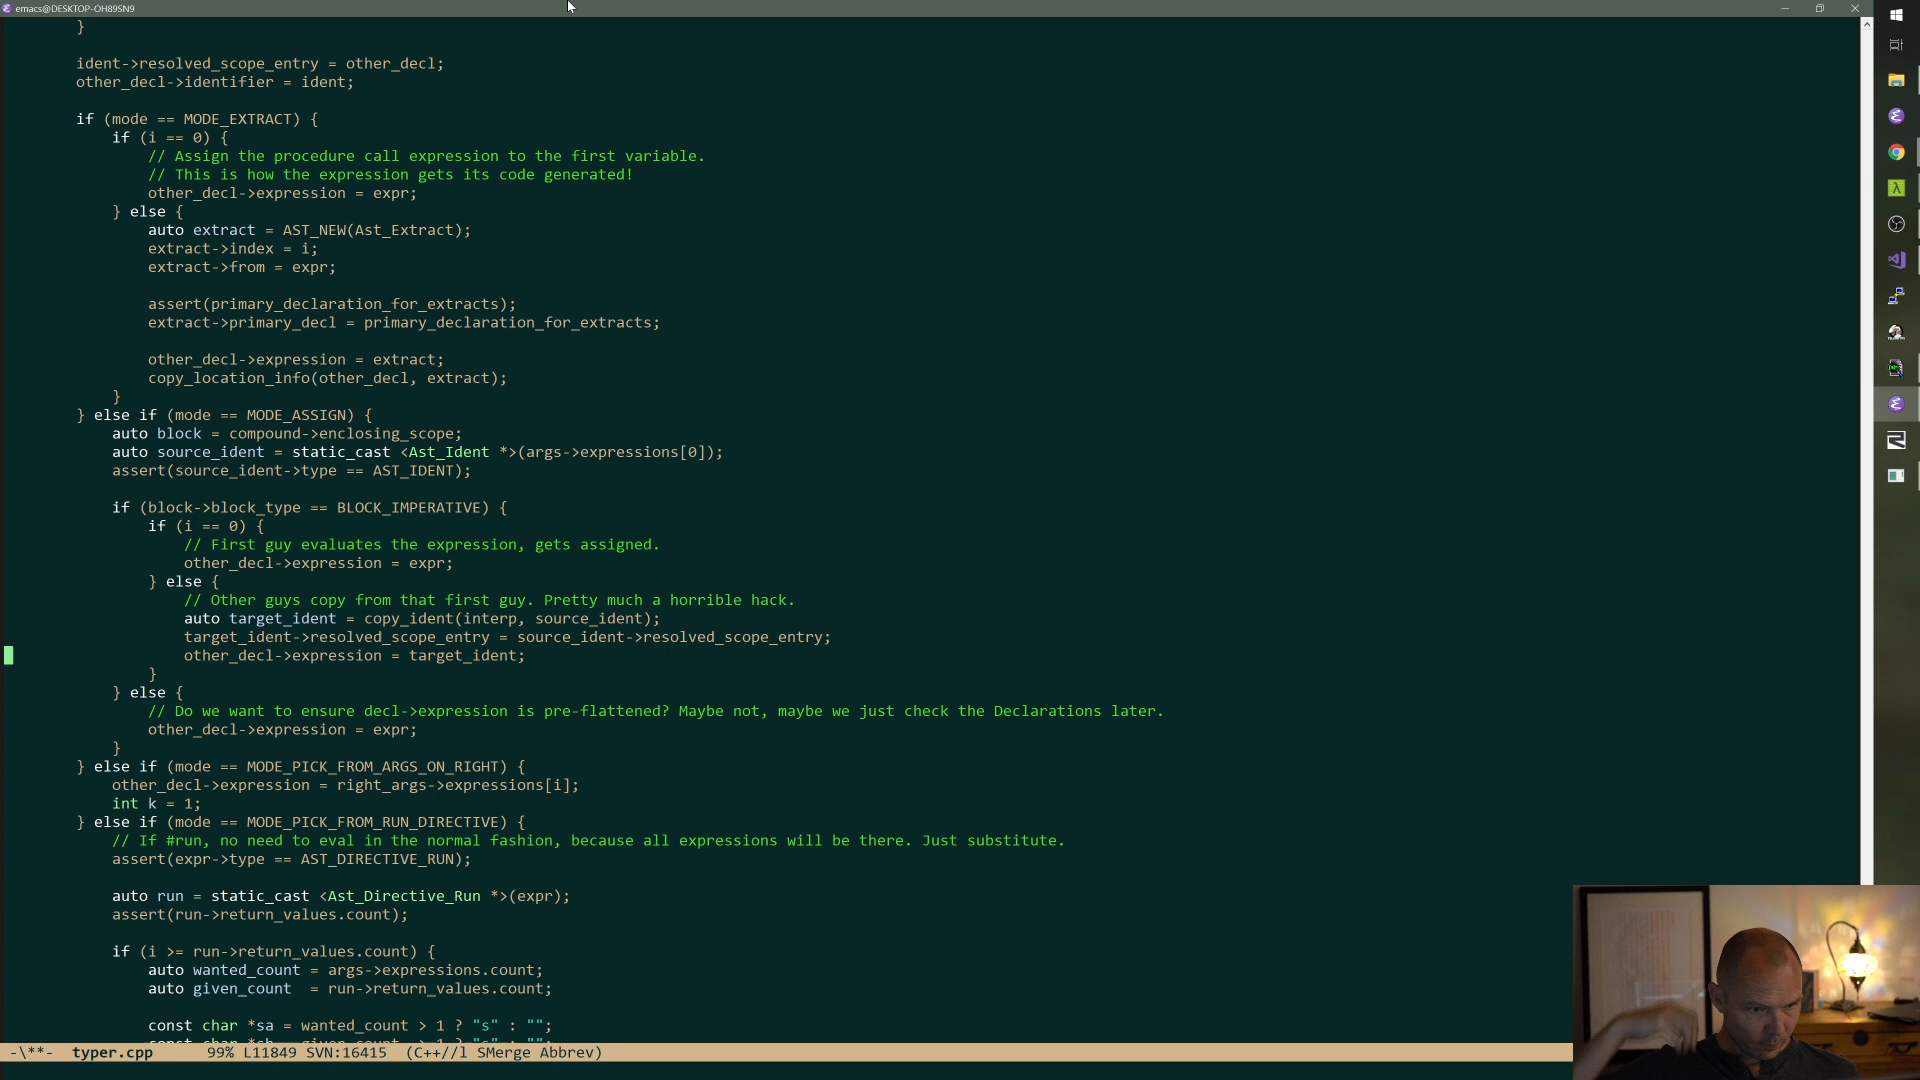 emacs@DESKTOP-OH89SN9
}
ident->resolved_scope_entry = other_decl;
other_decl->identifier = ident;
if (mode == MODE_EXTRACT) {
if (i == 0) {
// Assign the procedure call expression to the first variable.
// This is how the expression gets its code generated!
other_decl->expression = expr;
} else {
auto extract = AST_NEW(Ast_Extract);
extract->index = i;
extract->from = expr;
assert(primary_declaration_for_extracts);
extract->primary_decl = primary_declaration_for_extracts;
other_decl->expression = extract;
copy_location_info(other_decl, extract);
}
} else if (mode == MODE_ASSIGN) {
auto block = compound->enclosing_scope;
auto source_ident = static_cast <Ast_Ident *>(args->expressions[0]);
assert(source_ident->type == AST_IDENT);
if (block->block_type == BLOCK_IMPERATIVE) {
if (i == 0) {
// First guy evaluates the expression, gets assigned.
other_decl->expression = expr;
} else {
// Other guys copy from that first guy. Pretty much a horrible hack.
auto target_ident = copy_ident(interp, source_ident);
target_ident->resolved_scope_entry = source_ident->resolved_scope_entry;
other_decl->expression = target_ident;
}
} else {
// Do we want to ensure decl->expression is pre-flattened? Maybe not, maybe we just check the Declarations later.
other_decl->expression = expr;
}
} else if (mode == MODE_PICK_FROM_ARGS_ON_RIGHT) {
other_decl->expression = right_args->expressions[i];
int k = 1;
} else if (mode == MODE_PICK_FROM_RUN_DIRECTIVE) {
// If #run, no need to eval in the normal fashion, because all expressions will be there. Just substitute.
assert(expr->type == AST_DIRECTIVE_RUN);
auto run = static_cast <Ast_Directive_Run *>(expr);
assert(run->return_values.count);
if (i >= run->return_values.count) {
auto wanted_count = args->expressions.count;
auto given_count  = run->return_values.count;
const char *sa = wanted_count > 1 ? "s" : "";
const char *sb = given_count > 1 ? "s" : "";
-\**-  typer.cpp      99% L11849 SVN:16415  (C++//l SMerge Abbrev)